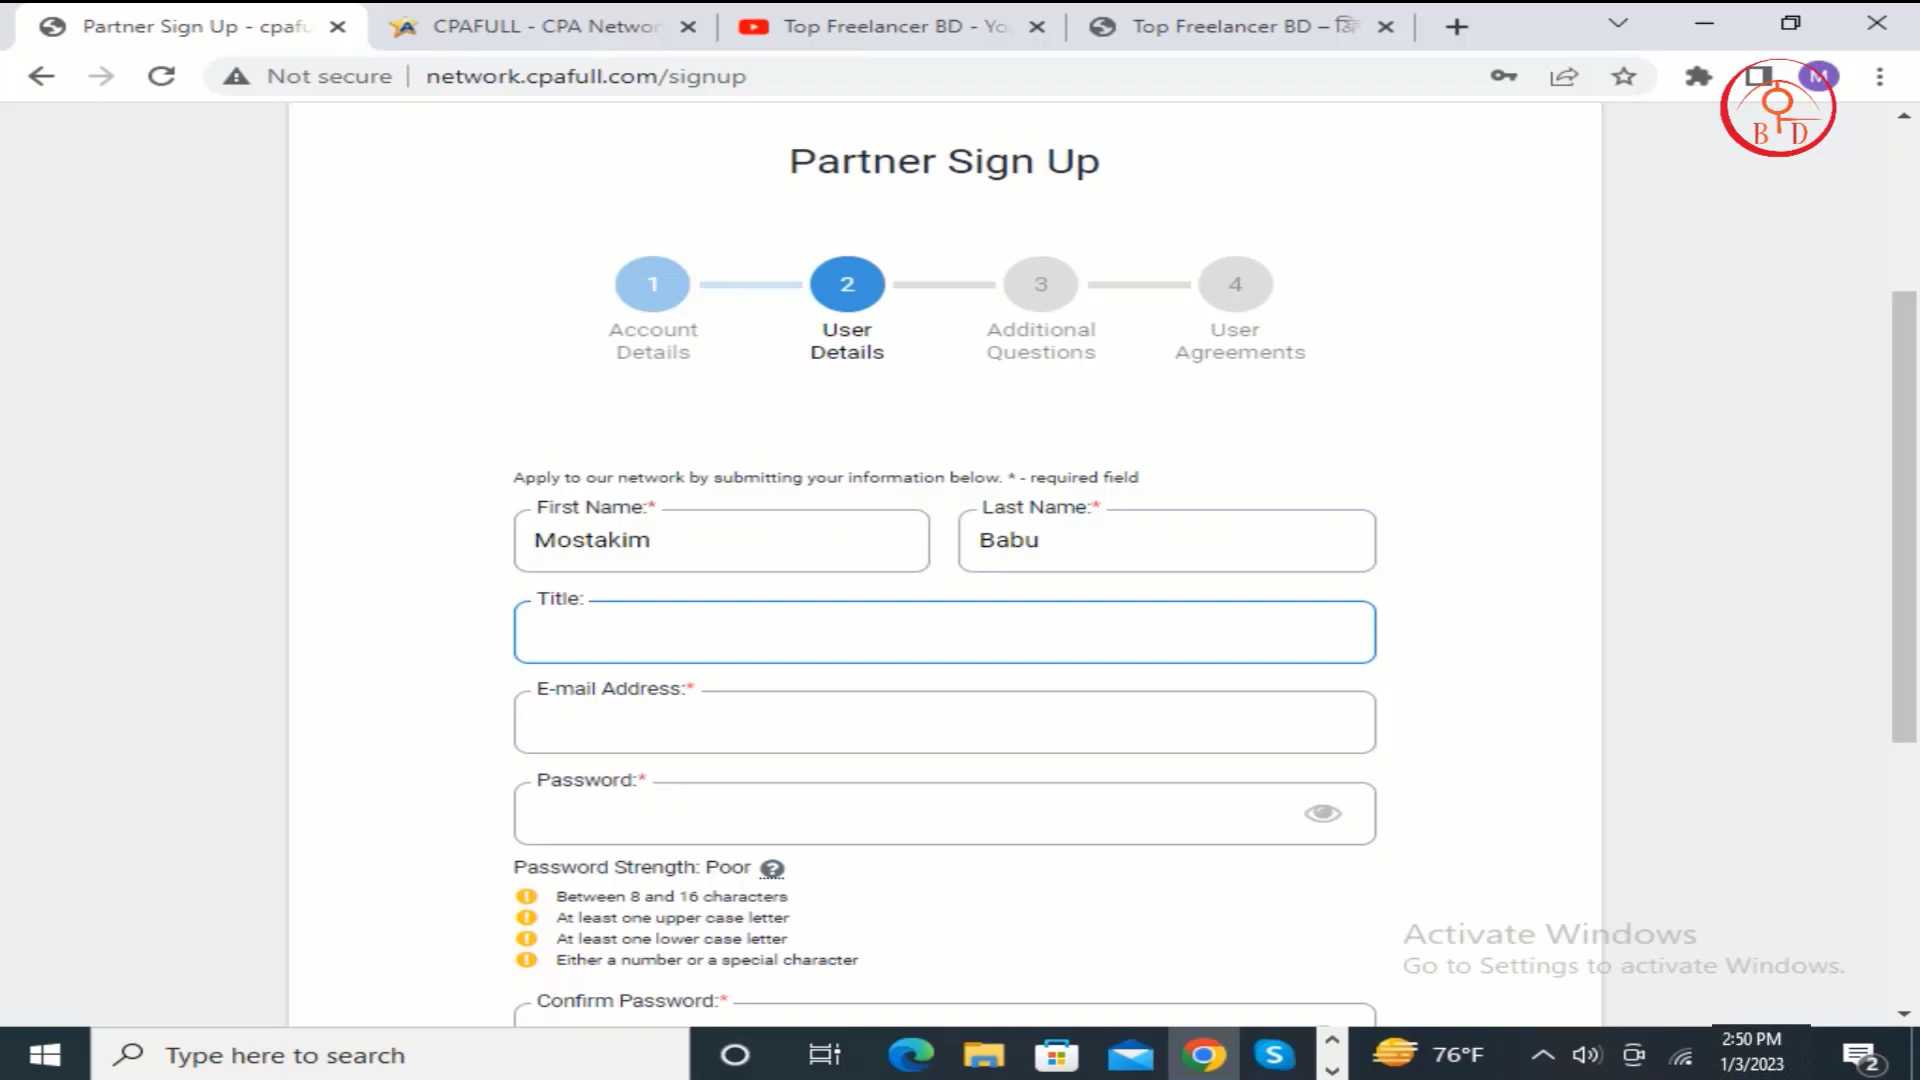 Partner Sign Up - cpafu
CPAFULL - CPA Networ
Top Freelancer BD - Yo
Top Freelancer BD –
Not secure
network.cpafull.com/signup
M
B D
Partner Sign Up
1
2
3
4
Account
Details
User
Details
Additional
Questions
User
Agreements
Apply to our network by submitting your information below. * - required field
First Name:*
Last Name:*
Mostakim
Babu
Title:
E-mail Address:*
Password:*
Password Strength: Poor
Between 8 and 16 characters
At least one upper case letter
At least one lower case letter
Either a number or a special character
Confirm Password:*
Activate Windows
Go to Settings to activate Windows.
Type here to search
76°F
2:50 PM
1/3/2023
2